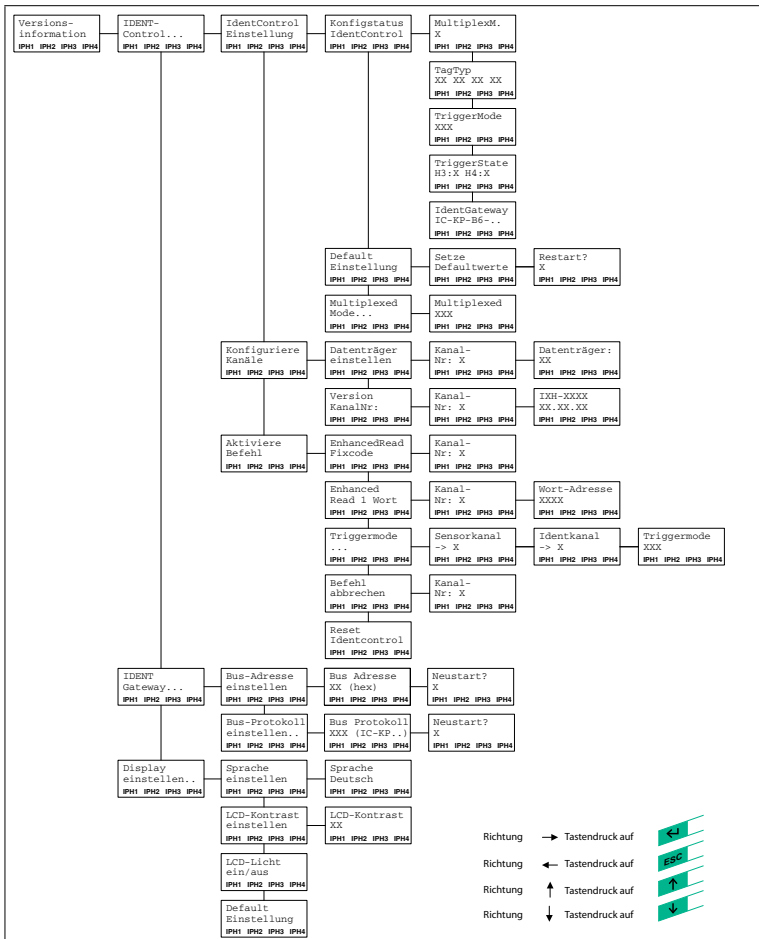 Versions- IDENT- IdentControl Konfigstatus MultiplexM.
information Control... Einstellung IdentControl X
IPH1 IPH2 IPH3 IPH4 IPH1 IPH2 IPH3 IPH4 IPH1 IPH2 IPH3 IPH4 IPH1 IPH2 IPH3 IPH4 IPH1 IPH2 IPH3 IPH4
TagTyp
XX XX XX XX
IPH1 IPH2 IPH3 IPH4
TriggerMode
XXX
IPH1 IPH2 IPH3 IPH4
TriggerState
H3:X H4:X
IPH1 IPH2 IPH3 IPH4
IdentGateway
IC-KP-B6-..
IPH1 IPH2 IPH3 IPH4
Default Setze Restart?
Einstellung Defaultwerte X
IPH1 IPH2 IPH3 IPH4 IPH1 IPH2 IPH3 IPH4 IPH1 IPH2 IPH3 IPH4
Multiplexed Multiplexed
Mode... XXX
IPH1 IPH2 IPH3 IPH4 IPH1 IPH2 IPH3 IPH4
Konfiguriere Datenträger Kanal- Datenträger:
Kanäle einstellen Nr: X XX
IPH1 IPH2 IPH3 IPH4 IPH1 IPH2 IPH3 IPH4 IPH1 IPH2 IPH3 IPH4 IPH1 IPH2 IPH3 IPH4
Version Kanal- IXH-XXXX
KanalNr: Nr: X XX.XX.XX
IPH1 IPH2 IPH3 IPH4 IPH1 IPH2 IPH3 IPH4 IPH1 IPH2 IPH3 IPH4
Aktiviere EnhancedRead Kanal-
Befehl Fixcode Nr: X
IPH1 IPH2 IPH3 IPH4 IPH1 IPH2 IPH3 IPH4 IPH1 IPH2 IPH3 IPH4
Enhanced Kanal- Wort-Adresse
Read 1 Wort Nr: X XXXX
IPH1 IPH2 IPH3 IPH4 IPH1 IPH2 IPH3 IPH4 IPH1 IPH2 IPH3 IPH4
Triggermode Sensorkanal Identkanal Triggermode
... -> X -> X XXX
IPH1 IPH2 IPH3 IPH4 IPH1 IPH2 IPH3 IPH4 IPH1 IPH2 IPH3 IPH4 IPH1 IPH2 IPH3 IPH4
Befehl Kanal-
abbrechen Nr: X
IPH1 IPH2 IPH3 IPH4 IPH1 IPH2 IPH3 IPH4
Reset
Identcontrol
IPH1 IPH2 IPH3 IPH4
IDENT Bus-Adresse Bus Adresse Neustart?
Gateway... einstellen XX (hex) X
IPH1 IPH2 IPH3 IPH4 IPH1 IPH2 IPH3 IPH4 IPH1 IPH2 IPH3 IPH4 IPH1 IPH2 IPH3 IPH4
Bus-Protokoll Bus Protokoll Neustart?
einstellen.. XXX (IC-KP..) X
IPH1 IPH2 IPH3 IPH4 IPH1 IPH2 IPH3 IPH4 IPH1 IPH2 IPH3 IPH4
Display Sprache Sprache
einstellen.. einstellen Deutsch
IPH1 IPH2 IPH3 IPH4 IPH1 IPH2 IPH3 IPH4 IPH1 IPH2 IPH3 IPH4
LCD-Kontrast LCD-Kontrast
einstellen XX
IPH1 IPH2 IPH3 IPH4 IPH1 IPH2 IPH3 IPH4
LCD-Licht
ein/aus
IPH1 IPH2 IPH3 IPH4
Default
Einstellung
IPH1 IPH2 IPH3 IPH4
Richtung → Tastendruck auf ↵
Richtung ← Tastendruck auf ESC
Richtung ↑ Tastendruck auf ↑
Richtung ↓ Tastendruck auf ↓